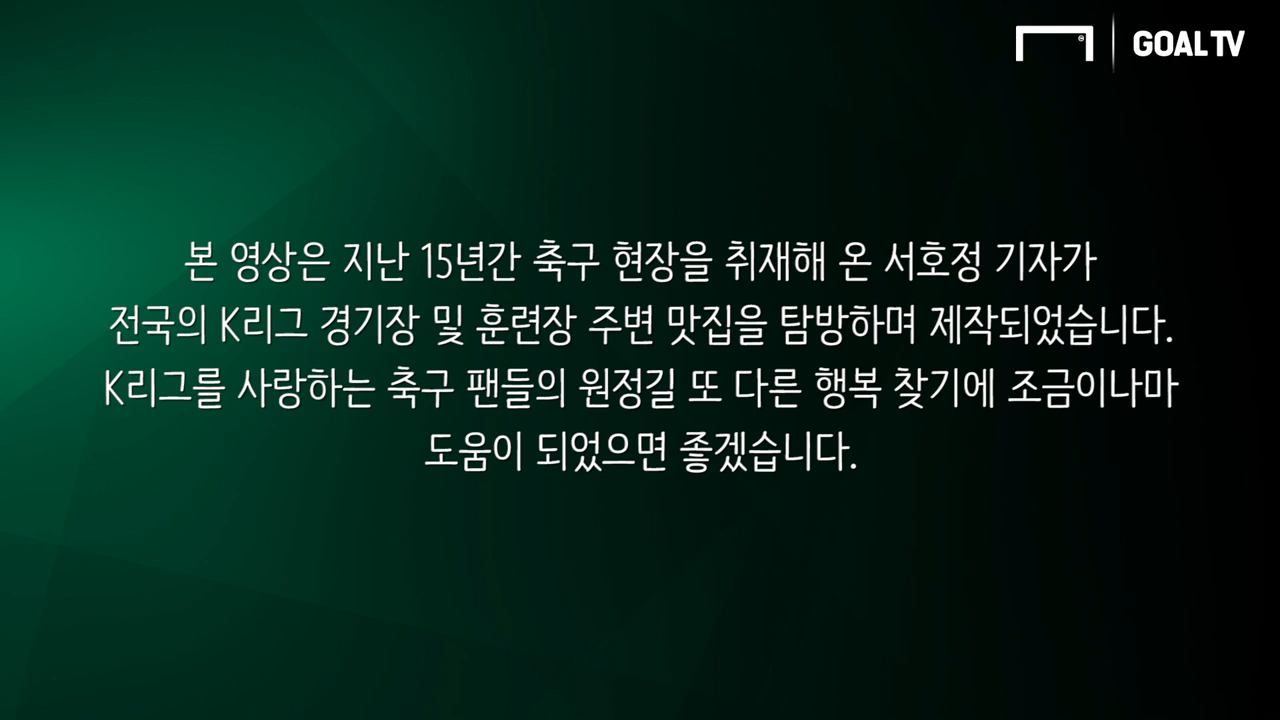 GOAL TV
본 영상은 지난 15년간 축구 현장을 취재해 온 서호정 기자가
전국의 K리그 경기장 및 훈련장 주변 맛집을 탐방하며 제작되었습니다.
K리그를 사랑하는 축구 팬들의 원정길 또 다른 행복 찾기에 조금이나마
도움이 되었으면 좋겠습니다.